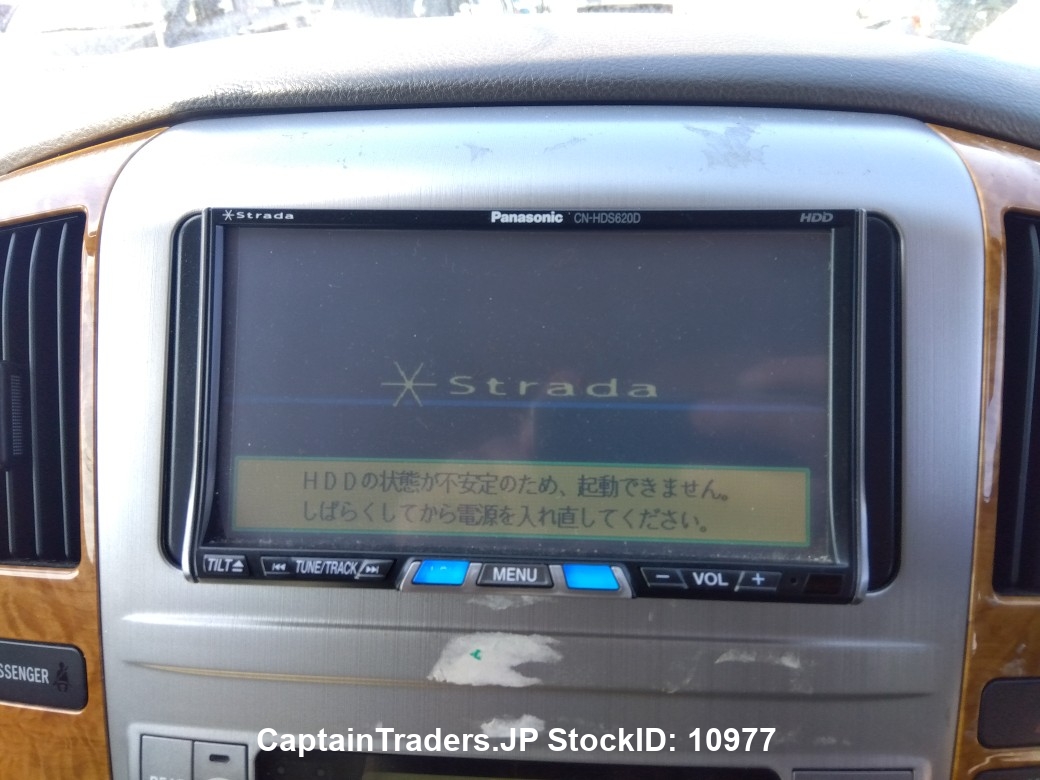 Strada
Panasonic CN-HDS620D
HDD
Strada
HDDの状態が不安定のため、起動できません。
しばらくしてから電源を入れ直してください。
TILT
TUNE/TRACK
MENU
VOL
SSENGER
CaptainTraders.JP StockID: 10977